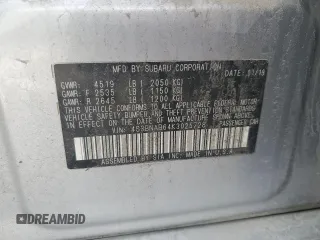 MFD BY SUBARU CORPORATION DATE: 11/18
GVWR: 4519 LB ( 2050 KG)
GAWR: F 2535 LB ( 1150 KG)
GAWR: R 2645 LB ( 1200 KG)
THIS VEHICLE CONFORMS TO ALL APPLICABLE
FEDERAL MOTOR VEHICLE SAFETY, BUMPER, AND
THEFT PREVENTION STANDARDS IN EFFECT ON THE
DATE OF MANUFACTURE SHOWN ABOVE.
VIN: PASSENGER CAR
ASSEMBLED BY SIA INC. IN U.S.A.
DREAMBID